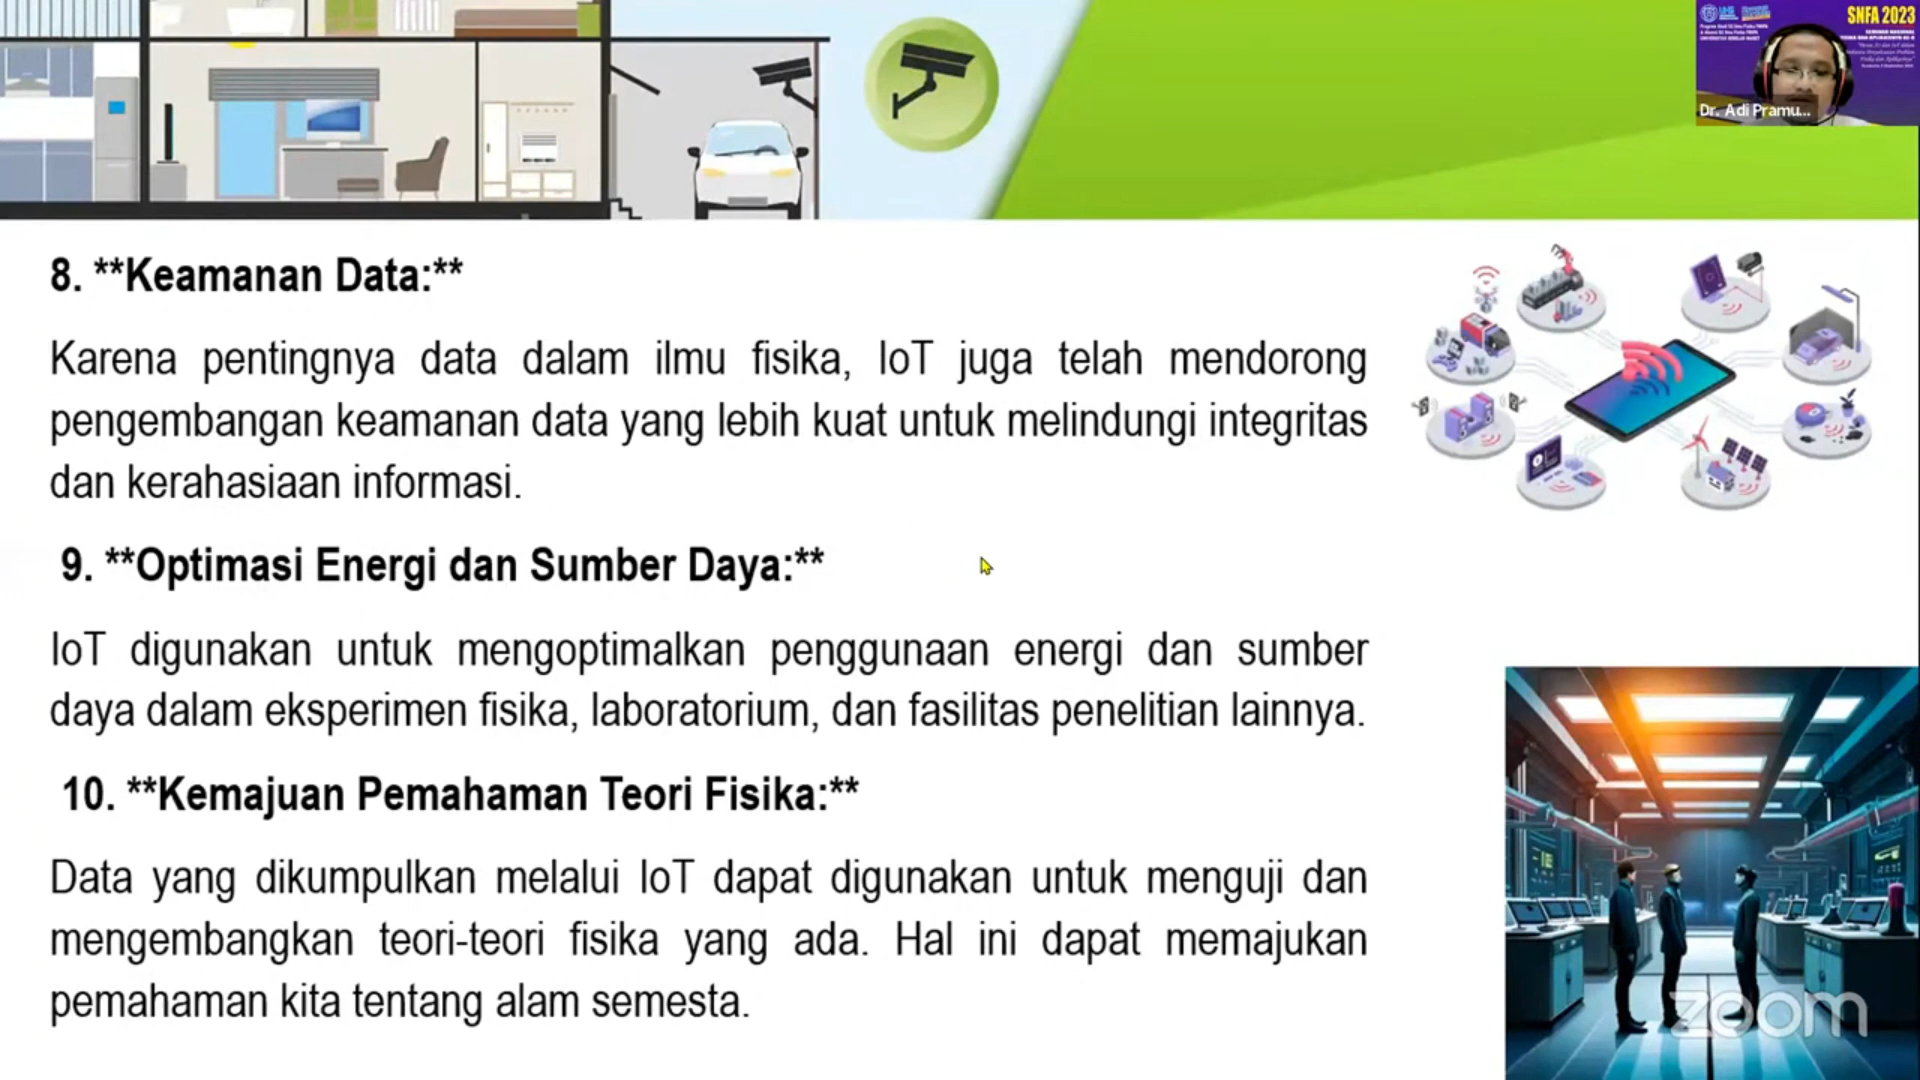 SNFA 2023
SEMINAR NASIONAL
Dr. Adi Pramu...
8. **Keamanan Data:**
Karena pentingnya data dalam ilmu fisika, IoT juga telah mendorong
pengembangan keamanan data yang lebih kuat untuk melindungi integritas
dan kerahasiaan informasi.
9. **Optimasi Energi dan Sumber Daya:**
IoT digunakan untuk mengoptimalkan penggunaan energi dan sumber
daya dalam eksperimen fisika, laboratorium, dan fasilitas penelitian lainnya.
10. **Kemajuan Pemahaman Teori Fisika:**
Data yang dikumpulkan melalui IoT dapat digunakan untuk menguji dan
mengembangkan teori-teori fisika yang ada. Hal ini dapat memajukan
pemahaman kita tentang alam semesta.
zoom